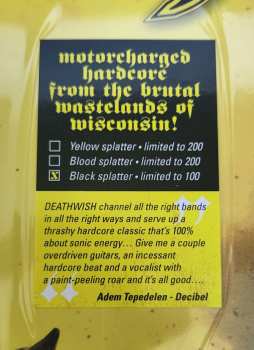 motorcharged
hardcore
from the brutal
wastelands of
wisconsin!
Yellow splatter • limited to 200
Blood splatter • limited to 200
X Black splatter • limited to 100
DEATHWISH channel all the right bands
in all the right ways and serve up a
thrashy hardcore classic that's 100%
about sonic energy… Give me a couple
overdriven guitars, an incessant
hardcore beat and a vocalist with
a paint-peeling roar and it's all good….
Adem Tepedelen - Decibel